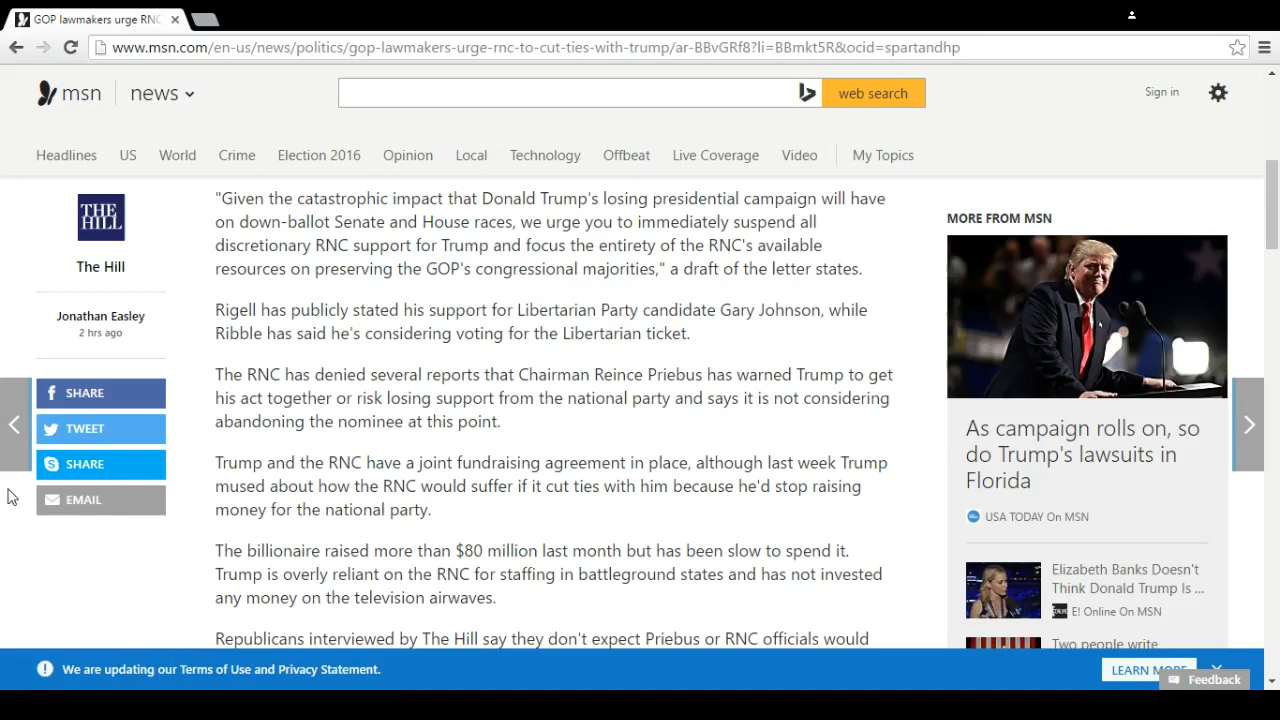 GOP lawmakers urge RNC
www.msn.com/en-us/news/politics/gop-lawmakers-urge-rnc-to-cut-ties-with-trump/ar-BBvGRf8?li=BBmkt5R&ocid=spartandhp
msn
news
web search
Sign in
Headlines US World Crime Election 2016 Opinion Local Technology Offbeat Live Coverage Video My Topics
THE
HILL
The Hill
Jonathan Easley
2 hrs ago
SHARE
TWEET
SHARE
EMAIL
"Given the catastrophic impact that Donald Trump's losing presidential campaign will have
on down-ballot Senate and House races, we urge you to immediately suspend all
discretionary RNC support for Trump and focus the entirety of the RNC's available
resources on preserving the GOP's congressional majorities," a draft of the letter states.
Rigell has publicly stated his support for Libertarian Party candidate Gary Johnson, while
Ribble has said he's considering voting for the Libertarian ticket.
The RNC has denied several reports that Chairman Reince Priebus has warned Trump to get
his act together or risk losing support from the national party and says it is not considering
abandoning the nominee at this point.
Trump and the RNC have a joint fundraising agreement in place, although last week Trump
mused about how the RNC would suffer if it cut ties with him because he'd stop raising
money for the national party.
The billionaire raised more than $80 million last month but has been slow to spend it.
Trump is overly reliant on the RNC for staffing in battleground states and has not invested
any money on the television airwaves.
Republicans interviewed by The Hill say they don't expect Priebus or RNC officials would
MORE FROM MSN
As campaign rolls on, so
do Trump's lawsuits in
Florida
USA TODAY On MSN
Elizabeth Banks Doesn't
Think Donald Trump Is ...
E! Online On MSN
Two people write
We are updating our Terms of Use and Privacy Statement.
LEARN MORE
Feedback